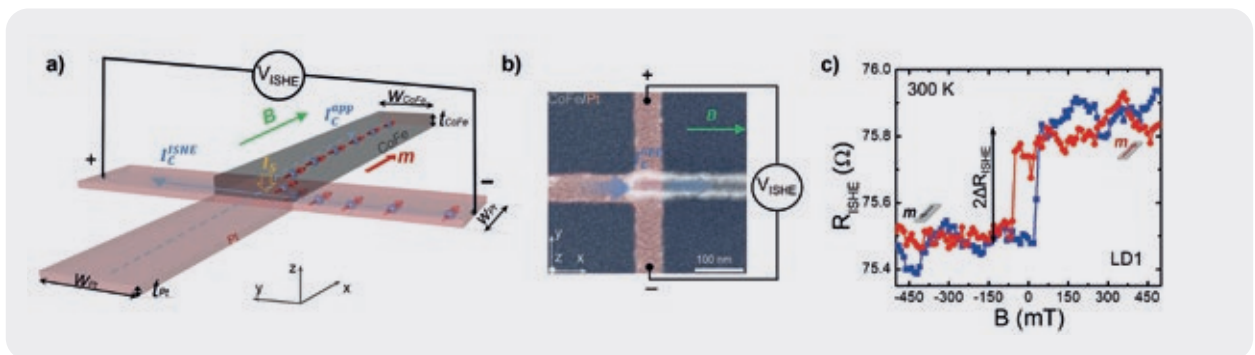 a)
V_ISHE
W_CoFe
t_CoFe
B
I_C^app
CoFe
m
I_C^ISHE
I_S
+
−
W_Pt
Pt
W_Pt
t_Pt
z
y
x
b)
+
CoFe/Pt
B
V_ISHE
y
z x
100 nm
−
c)
76.0
300 K
75.8
m
2ΔR_ISHE
R_ISHE (Ω)
75.6
m
75.4
LD1
-450 -300 -150 0 150 300 450
B (mT)